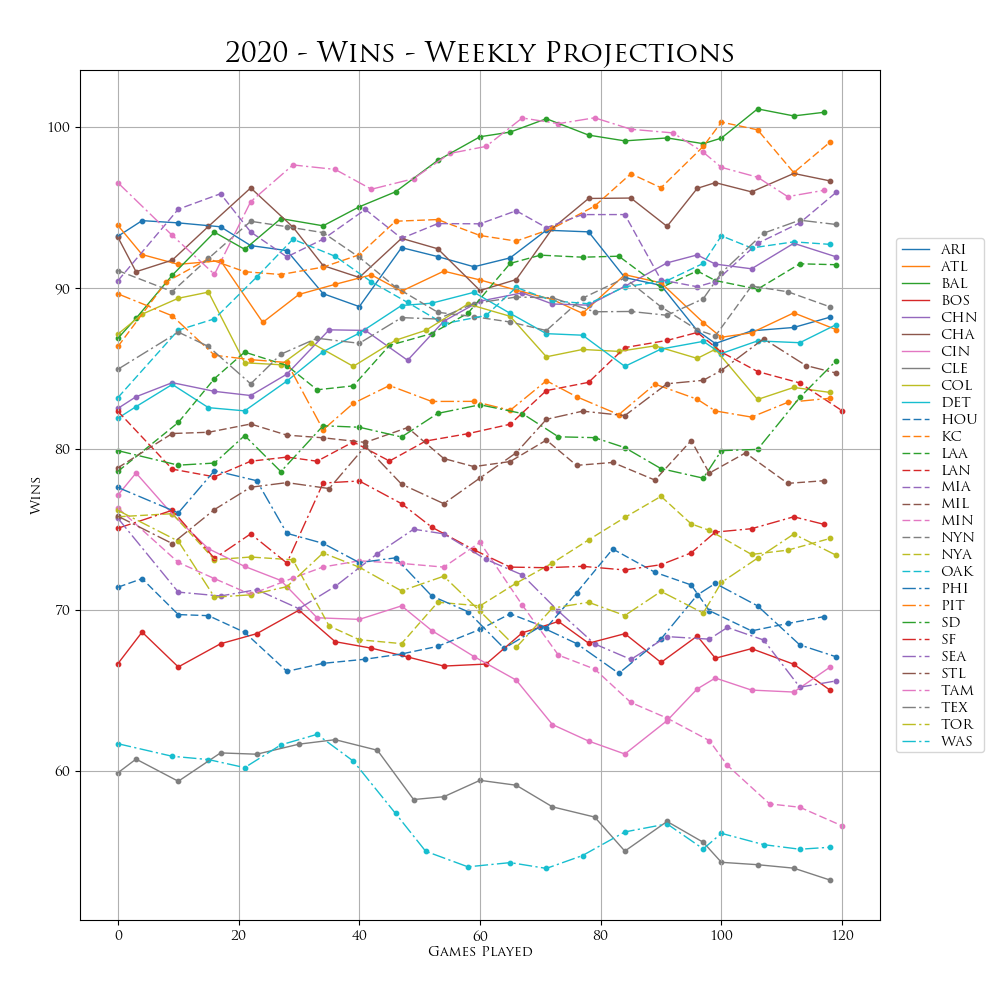 2020 - Wins - Weekly Projections
100
90
80
70
60
Wins
0 20 40 60 80 100 120
Games Played
ARI
ATL
BAL
BOS
CHN
CHA
CIN
CLE
COL
DET
HOU
KC
LAA
LAN
MIA
MIL
MIN
NYN
NYA
OAK
PHI
PIT
SD
SF
SEA
STL
TAM
TEX
TOR
WAS